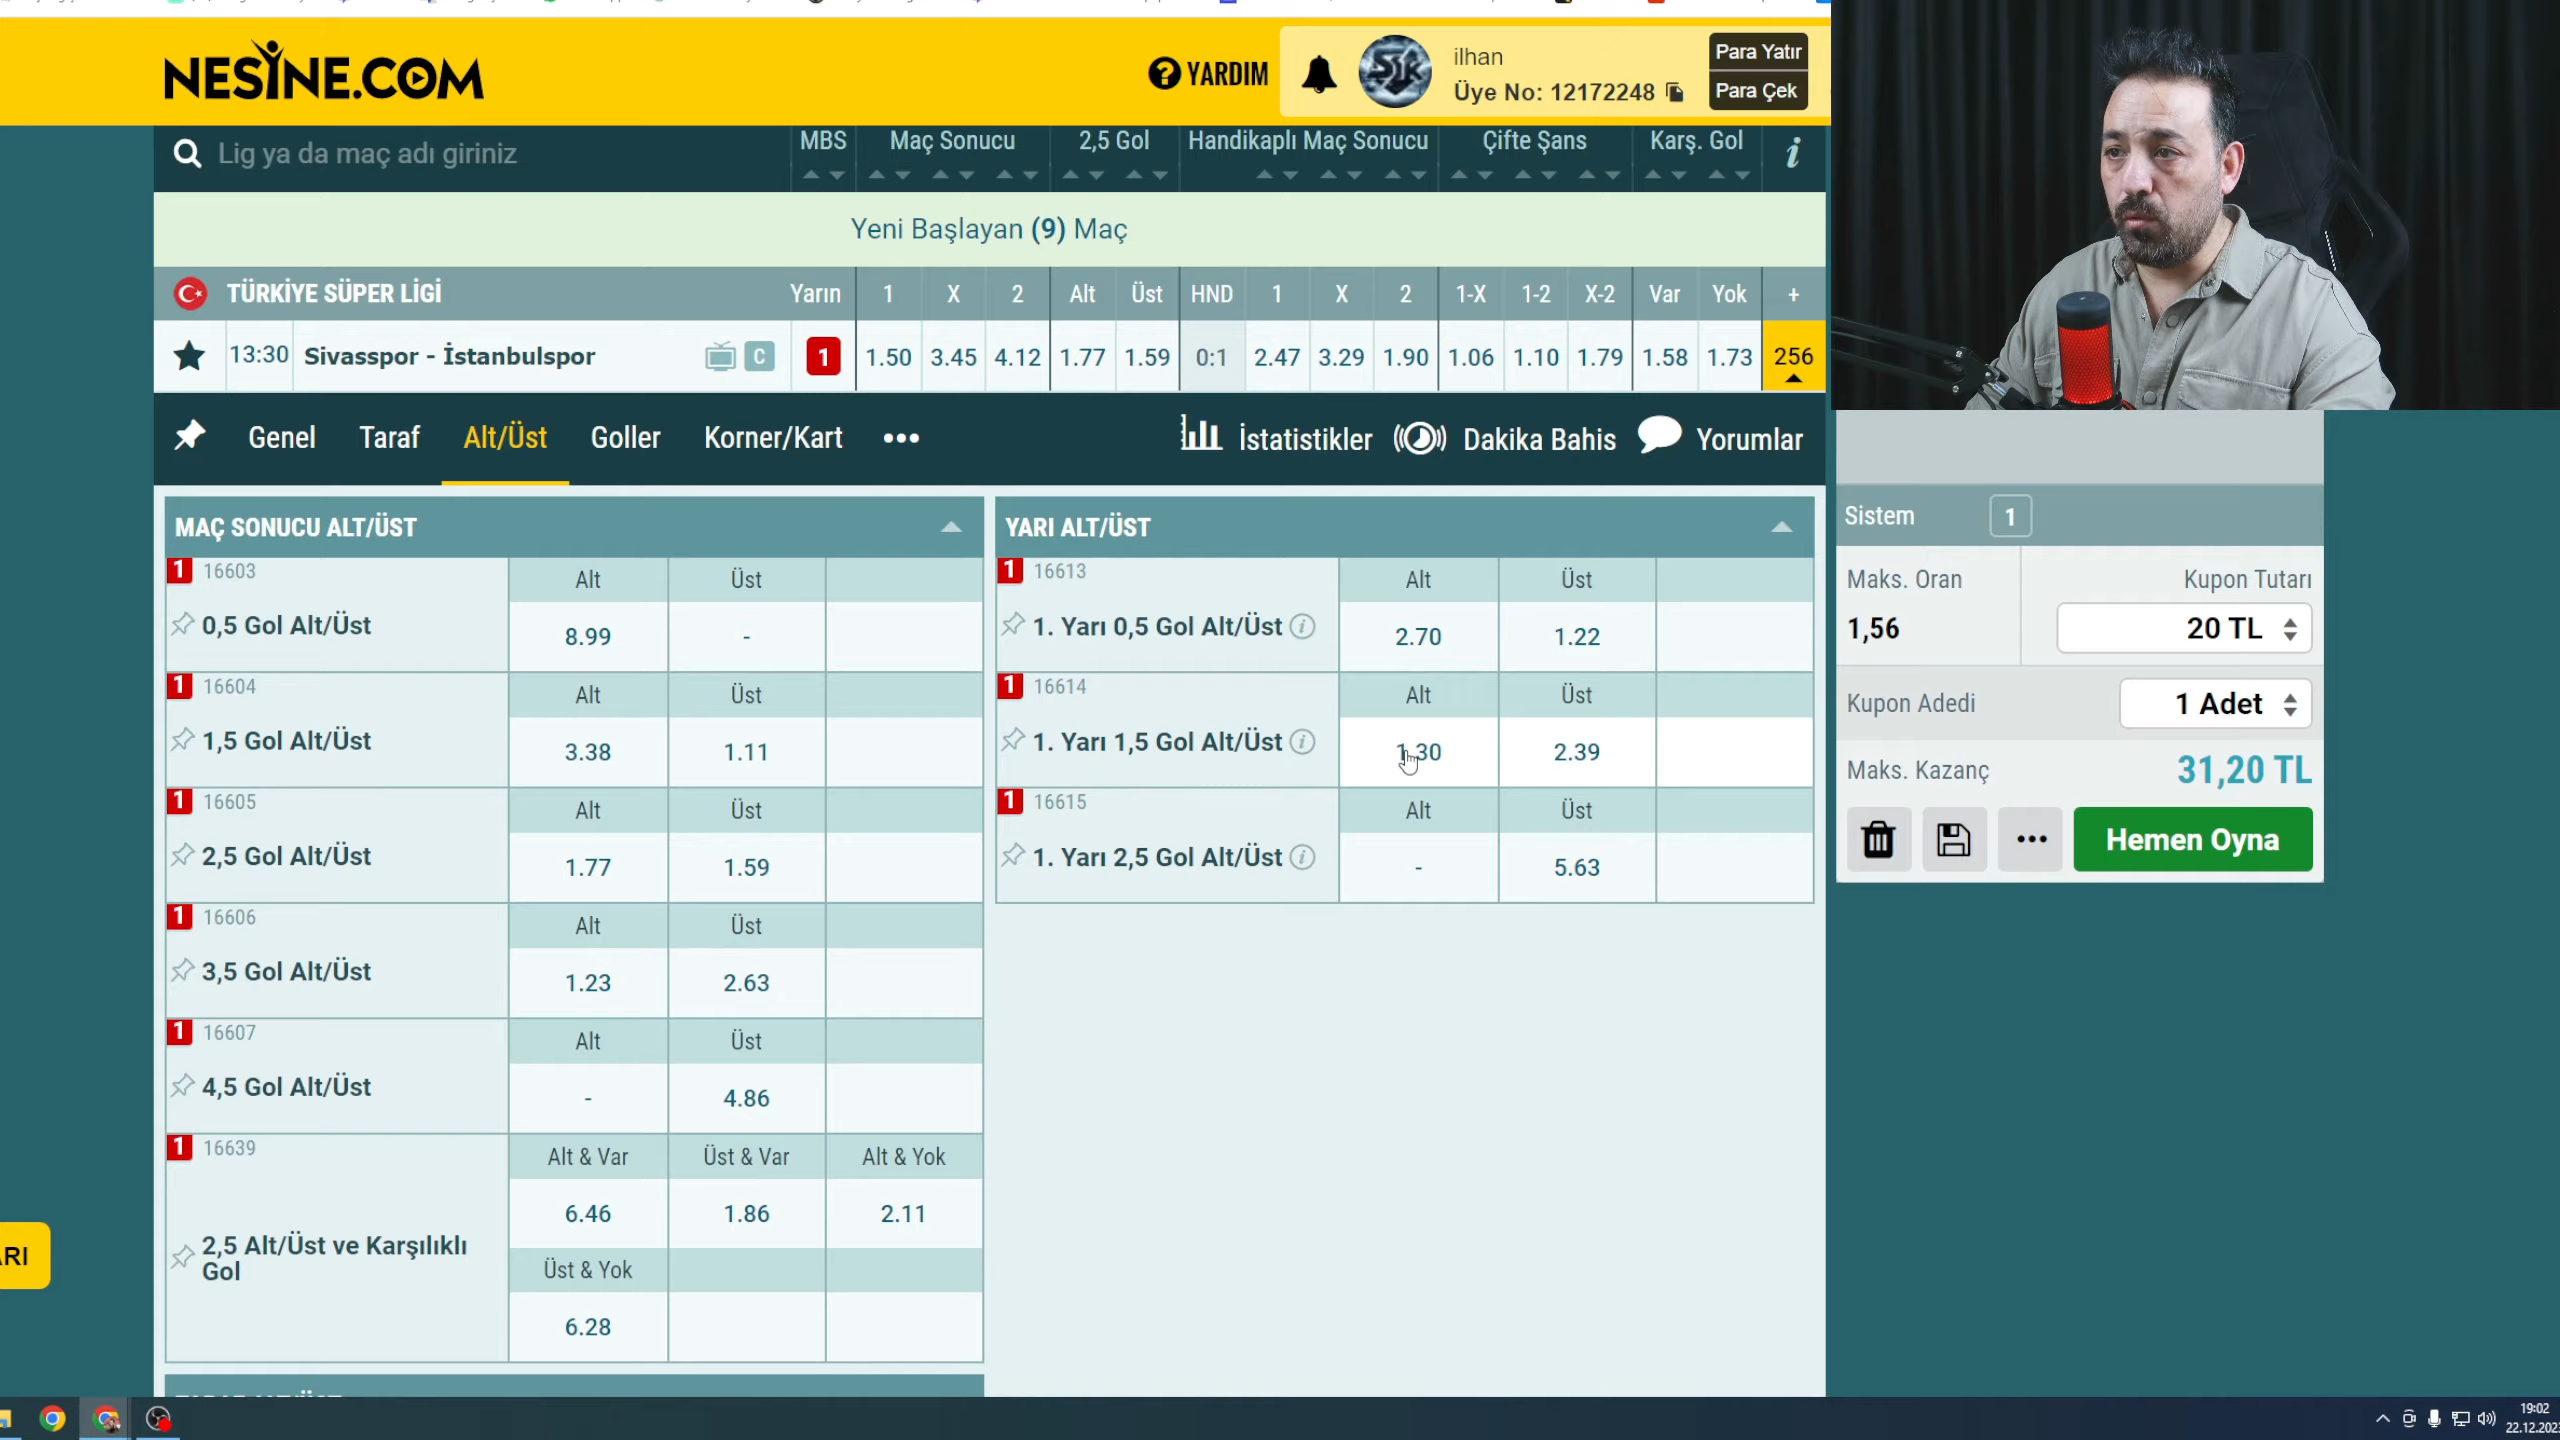 NESİNE.COM
YARDIM
ilhan
Üye No: 12172248
Para Yatır
Para Çek
Lig ya da maç adı giriniz
MBS
Maç Sonucu
2,5 Gol
Handikaplı Maç Sonucu
Çifte Şans
Karş. Gol
i
Yeni Başlayan (9) Maç
TÜRKİYE SÜPER LİGİ
Yarın
1 X 2 Alt Üst HND 1 X 2 1-X 1-2 X-2 Var Yok +
13:30 Sivasspor - İstanbulspor C 1 1.50 3.45 4.12 1.77 1.59 0:1 2.47 3.29 1.90 1.06 1.10 1.79 1.58 1.73 256
Genel Taraf Alt/Üst Goller Korner/Kart ••• İstatistikler Dakika Bahis Yorumlar
MAÇ SONUCU ALT/ÜST
1 16603 Alt Üst
0,5 Gol Alt/Üst 8.99 -
1 16604 Alt Üst
1,5 Gol Alt/Üst 3.38 1.11
1 16605 Alt Üst
2,5 Gol Alt/Üst 1.77 1.59
1 16606 Alt Üst
3,5 Gol Alt/Üst 1.23 2.63
1 16607 Alt Üst
4,5 Gol Alt/Üst - 4.86
1 16639 Alt & Var Üst & Var Alt & Yok
6.46 1.86 2.11
2,5 Alt/Üst ve Karşılıklı
Gol
Üst & Yok
6.28
YARI ALT/ÜST
1 16613 Alt Üst
1. Yarı 0,5 Gol Alt/Üst i 2.70 1.22
1 16614 Alt Üst
1. Yarı 1,5 Gol Alt/Üst i 1.30 2.39
1 16615 Alt Üst
1. Yarı 2,5 Gol Alt/Üst i - 5.63
Sistem 1
Maks. Oran Kupon Tutarı
1,56 20 TL
Kupon Adedi 1 Adet
Maks. Kazanç 31,20 TL
••• Hemen Oyna
ARI
19:02
22.12.202